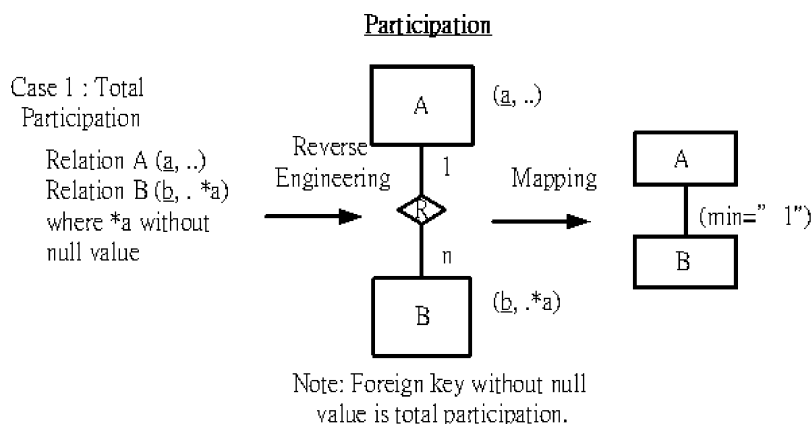 Participation
Case 1 : Total
Participation
Relation A (a, ..)
Relation B (b, . *a)
where *a without
null value
Reverse
Engineering
A
(a, ..)
1
R
n
B
(b, .*a)
Mapping
A
(min=” 1”)
B
Note: Foreign key without null
value is total participation.